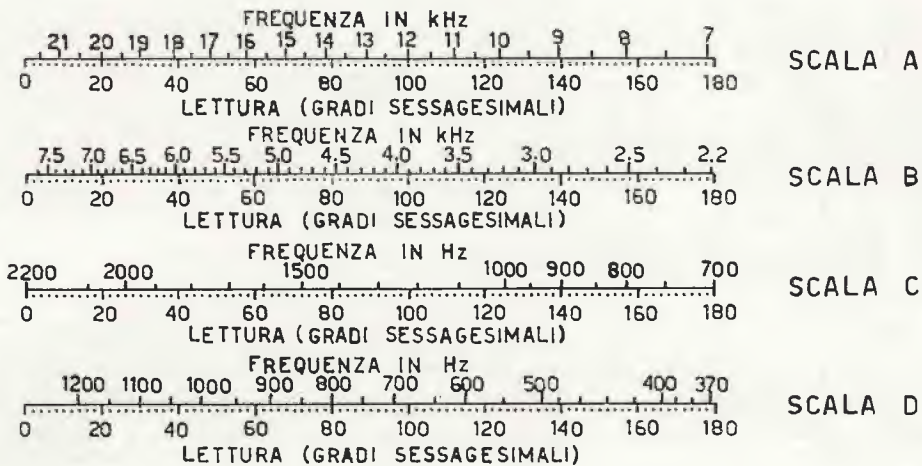 FREQUENZA IN kHz
21 20 19 18 17 16 15 14 13 12 11 10 9 8 7
SCALA A
0 20 40 60 80 100 120 140 160 180
LETTURA (GRADI SESSAGESIMALI)
FREQUENZA IN kHz
7.5 7.0 6.5 6.0 5.5 5.0 4.5 4.0 3.5 3.0 2.5 2.2
SCALA B
0 20 40 60 80 100 120 140 160 180
LETTURA (GRADI SESSAGESIMALI)
FREQUENZA IN Hz
2200 2000 1500 1000 900 800 700
SCALA C
0 20 40 60 80 100 120 140 160 180
LETTURA (GRADI SESSAGESIMALI)
FREQUENZA IN Hz
1200 1100 1000 900 800 700 600 500 400 370
SCALA D
0 20 40 60 80 100 120 140 160 180
LETTURA (GRADI SESSAGESIMALI)